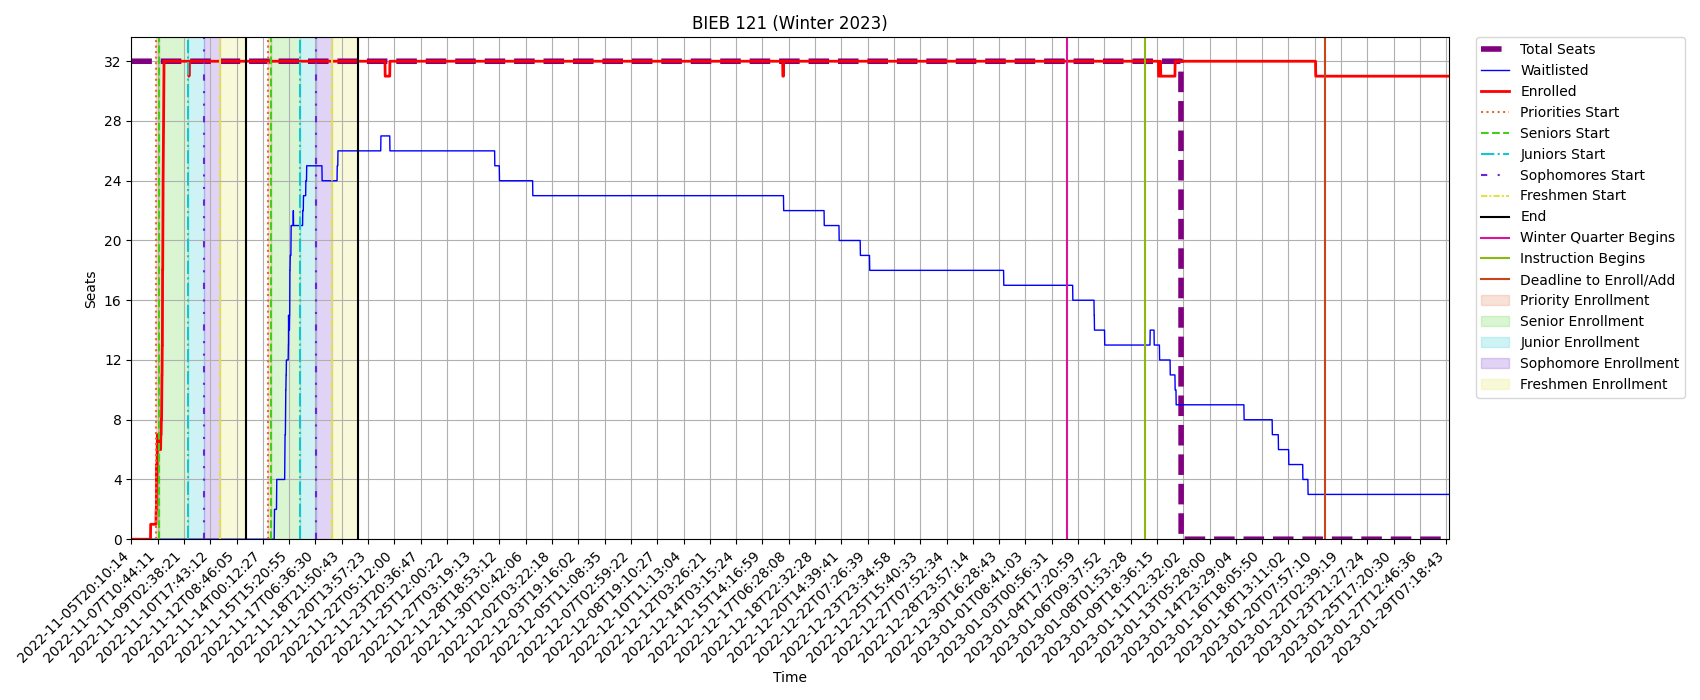 BIEB 121 (Winter 2023)
Seats
32
28
24
20
16
12
8
4
0
2022-11-05T20:10:14
2022-11-07T10:44:11
2022-11-09T02:38:21
2022-11-10T17:43:12
2022-11-12T08:46:05
2022-11-14T00:12:27
2022-11-15T15:20:55
2022-11-17T06:36:30
2022-11-18T21:50:43
2022-11-20T13:57:23
2022-11-22T05:12:00
2022-11-23T20:36:47
2022-11-25T12:00:22
2022-11-27T03:19:13
2022-11-28T18:53:12
2022-11-30T10:42:06
2022-12-02T03:22:18
2022-12-03T19:16:02
2022-12-05T11:08:35
2022-12-07T02:59:22
2022-12-08T19:10:27
2022-12-10T11:13:04
2022-12-12T03:26:21
2022-12-14T03:15:24
2022-12-15T14:16:59
2022-12-17T06:28:08
2022-12-18T22:32:28
2022-12-20T14:39:41
2022-12-22T07:26:39
2022-12-23T23:34:58
2022-12-25T15:40:33
2022-12-27T07:52:34
2022-12-28T23:57:14
2022-12-30T16:28:43
2023-01-01T08:41:03
2023-01-03T00:56:31
2023-01-04T17:20:59
2023-01-06T09:37:52
2023-01-08T01:53:28
2023-01-09T18:36:15
2023-01-11T12:32:02
2023-01-13T05:28:00
2023-01-14T23:29:04
2023-01-16T18:05:50
2023-01-18T13:11:02
2023-01-20T07:57:10
2023-01-22T02:39:19
2023-01-23T21:27:24
2023-01-25T17:20:30
2023-01-27T12:46:36
2023-01-29T07:18:43
Time
Total Seats
Waitlisted
Enrolled
Priorities Start
Seniors Start
Juniors Start
Sophomores Start
Freshmen Start
End
Winter Quarter Begins
Instruction Begins
Deadline to Enroll/Add
Priority Enrollment
Senior Enrollment
Junior Enrollment
Sophomore Enrollment
Freshmen Enrollment